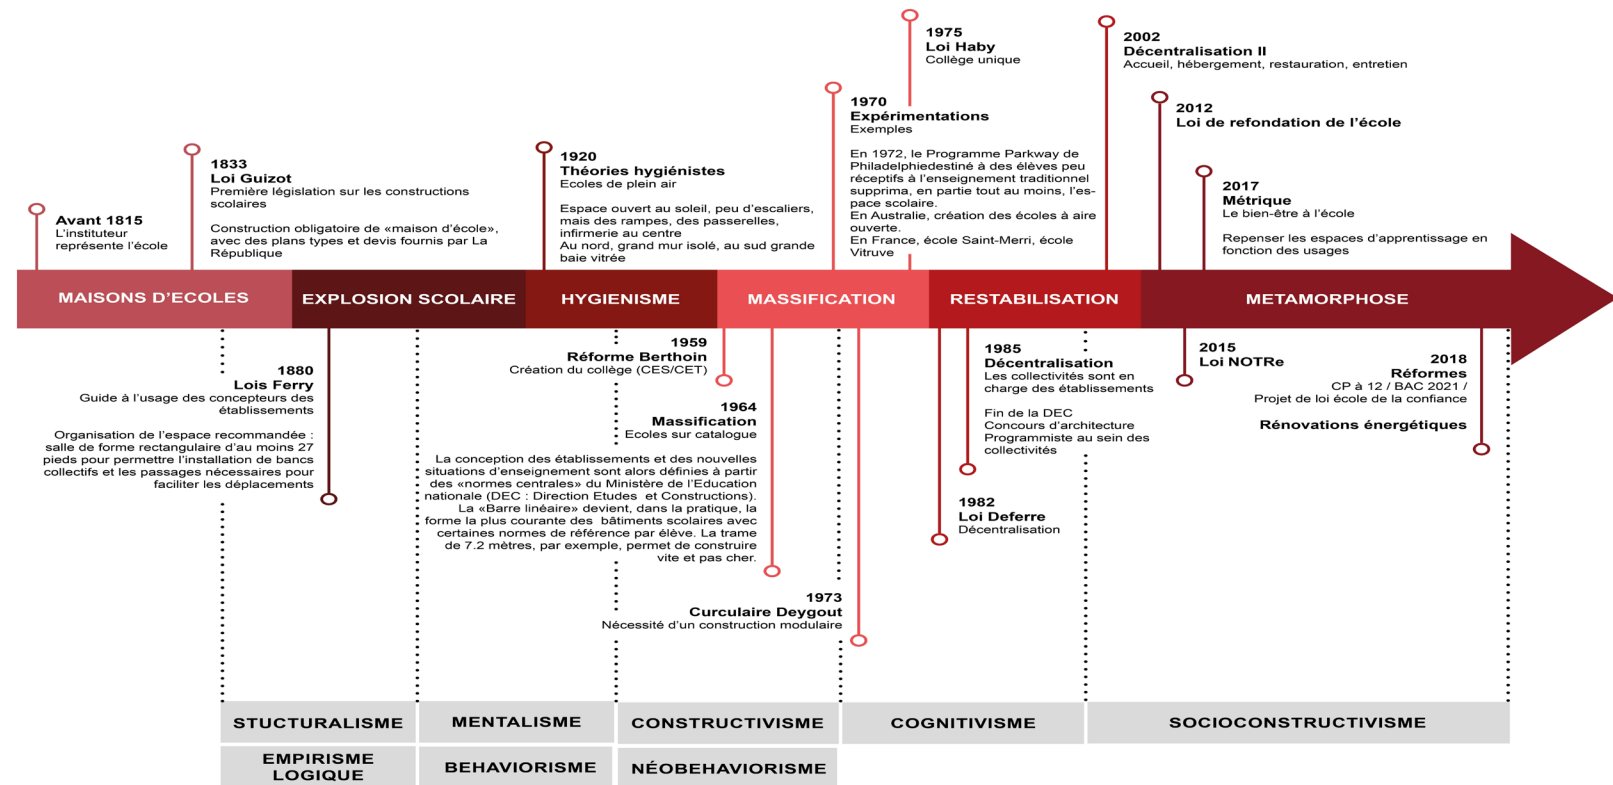 1975
Loi Haby
Collège unique
2002
Décentralisation II
Accueil, hébergement, restauration, entretien
1970
Expérimentations
Exemples
En 1972, le Programme Parkway de
Philadelphiedestiné à des élèves peu
réceptifs à l'enseignement traditionnel
supprima, en partie tout au moins, l'es-
pace scolaire.
En Australie, création des écoles à aire
ouverte.
En France, école Saint-Merri, école
Vitruve
2012
Loi de refondation de l'école
1833
Loi Guizot
Première législation sur les constructions
scolaires
Construction obligatoire de «maison d'école»,
avec des plans types et devis fournis par La
République
1920
Théories hygiénistes
Ecoles de plein air
Espace ouvert au soleil, peu d'escaliers,
mais des rampes, des passerelles,
infirmerie au centre
Au nord, grand mur isolé, au sud grande
baie vitrée
2017
Métrique
Le bien-être à l'école
Repenser les espaces d'apprentissage en
fonction des usages
Avant 1815
L'instituteur
représente l'école
MAISONS D'ECOLES
EXPLOSION SCOLAIRE
HYGIENISME
MASSIFICATION
RESTABILISATION
METAMORPHOSE
1880
Lois Ferry
Guide à l'usage des concepteurs des
établissements
Organisation de l'espace recommandée :
salle de forme rectangulaire d'au moins 27
pieds pour permettre l'installation de bancs
collectifs et les passages nécessaires pour
faciliter les déplacements
1959
Réforme Berthoin
Création du collège (CES/CET)
1964
Massification
Ecoles sur catalogue
La conception des établissements et des nouvelles
situations d'enseignement sont alors définies à partir
des «normes centrales» du Ministère de l'Education
nationale (DEC : Direction Etudes et Constructions).
La «Barre linéaire» devient, dans la pratique, la
forme la plus courante des bâtiments scolaires avec
certaines normes de référence par élève. La trame
de 7.2 mètres, par exemple, permet de construire
vite et pas cher.
1973
Curculaire Deygout
Nécessité d'un construction modulaire
1985
Décentralisation
Les collectivités sont en
charge des établissements
Fin de la DEC
Concours d'architecture
Programmiste au sein des
collectivités
1982
Loi Deferre
Décentralisation
2015
Loi NOTRe
2018
Réformes
CP à 12 / BAC 2021 /
Projet de loi école de la confiance
Rénovations énergétiques
STUCTURALISME
MENTALISME
CONSTRUCTIVISME
COGNITIVISME
SOCIOCONSTRUCTIVISME
EMPIRISME
LOGIQUE
BEHAVIORISME
NÉOBEHAVIORISME